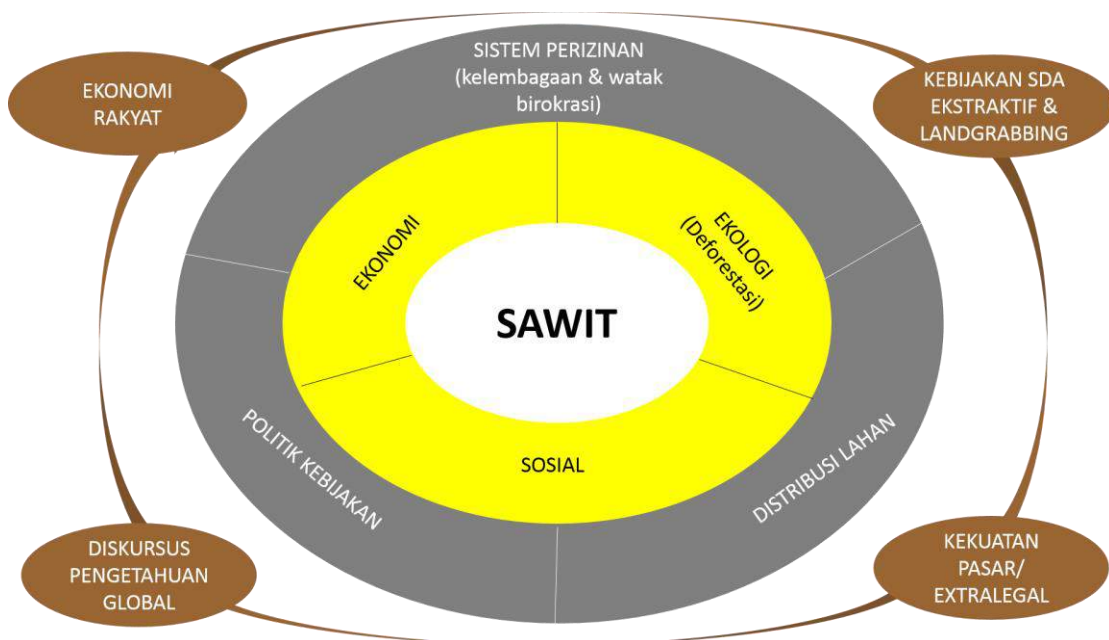 SISTEM PERIZINAN
(kelembagaan & watak
birokrasi)
EKONOMI
RAKYAT
KEBIJAKAN SDA
EKSTRAKTIF &
LANDGRABBING
EKONOMI
EKOLOGI
(Deforestasi)
SAWIT
SOSIAL
POLITIK KEBIJAKAN
DISTRIBUSI LAHAN
DISKURSUS
PENGETAHUAN
GLOBAL
KEKUATAN
PASAR/
EXTRALEGAL